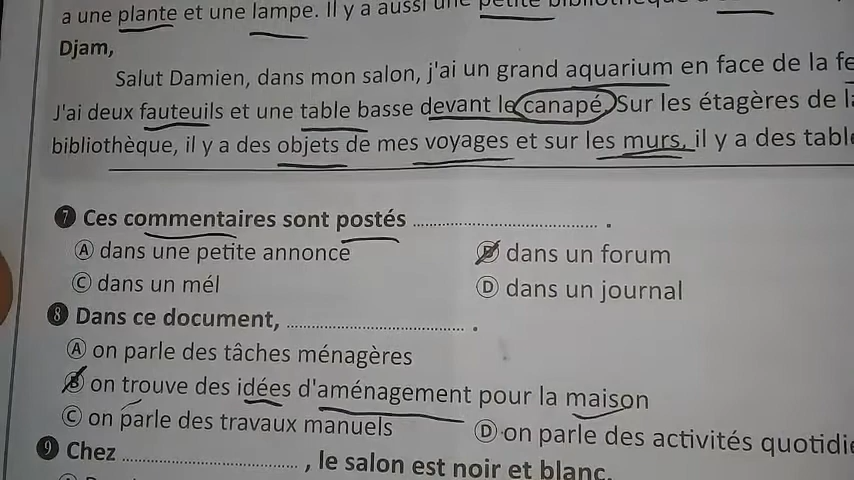 a une plante et une lampe. Il y a aussi une petite
Djam,
Salut Damien, dans mon salon, j'ai un grand aquarium en face de la
J'ai deux fauteuils et une table basse devant le canapé. Sur les étagères de
bibliothèque, il y a des objets de mes voyages et sur les murs, il y a des
7 Ces commentaires sont postés .................................... .
A dans une petite annonce
B dans un forum
C dans un mél
D dans un journal
8 Dans ce document, .................................... .
A on parle des tâches ménagères
B on trouve des idées d'aménagement pour la maison
C on parle des travaux manuels
D on parle des activités
9 Chez .................................... , le salon est noir et blanc.